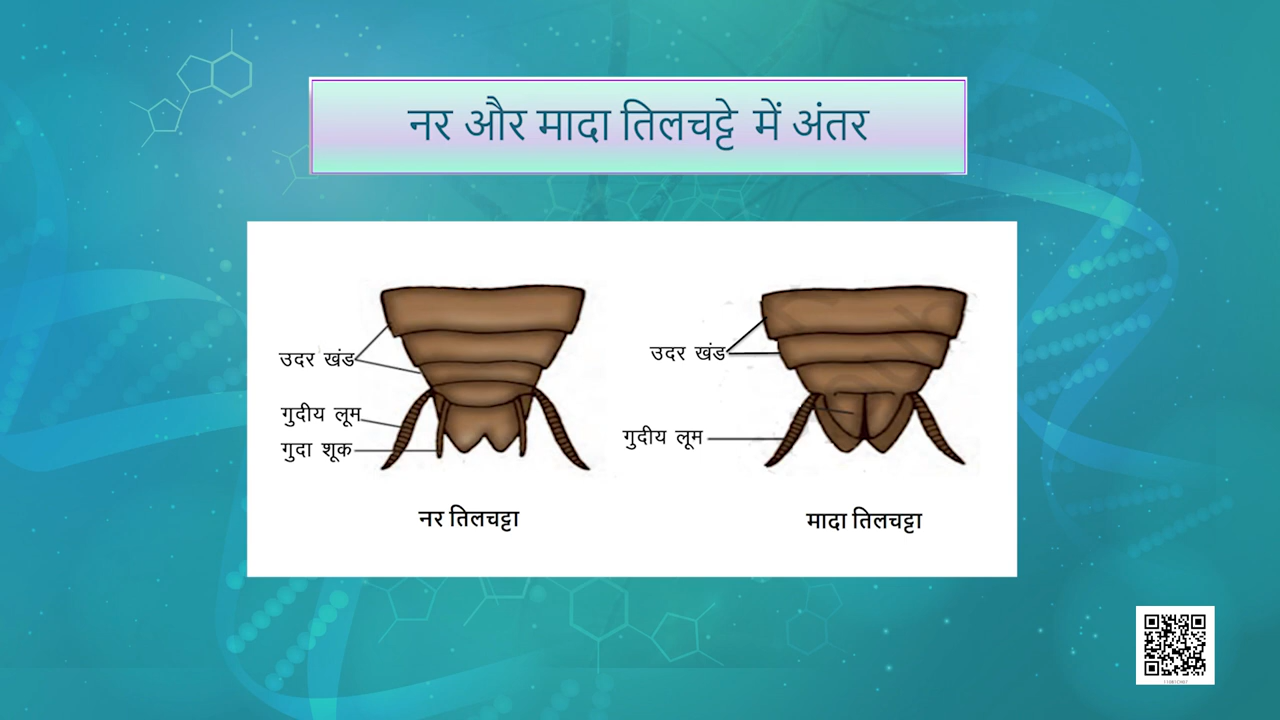 नर और मादा तिलचट्टे में अंतर
उदर खंड
गुदीय लूम
गुदा शूक
नर तिलचट्टा
उदर खंड
गुदीय लूम
मादा तिलचट्टा